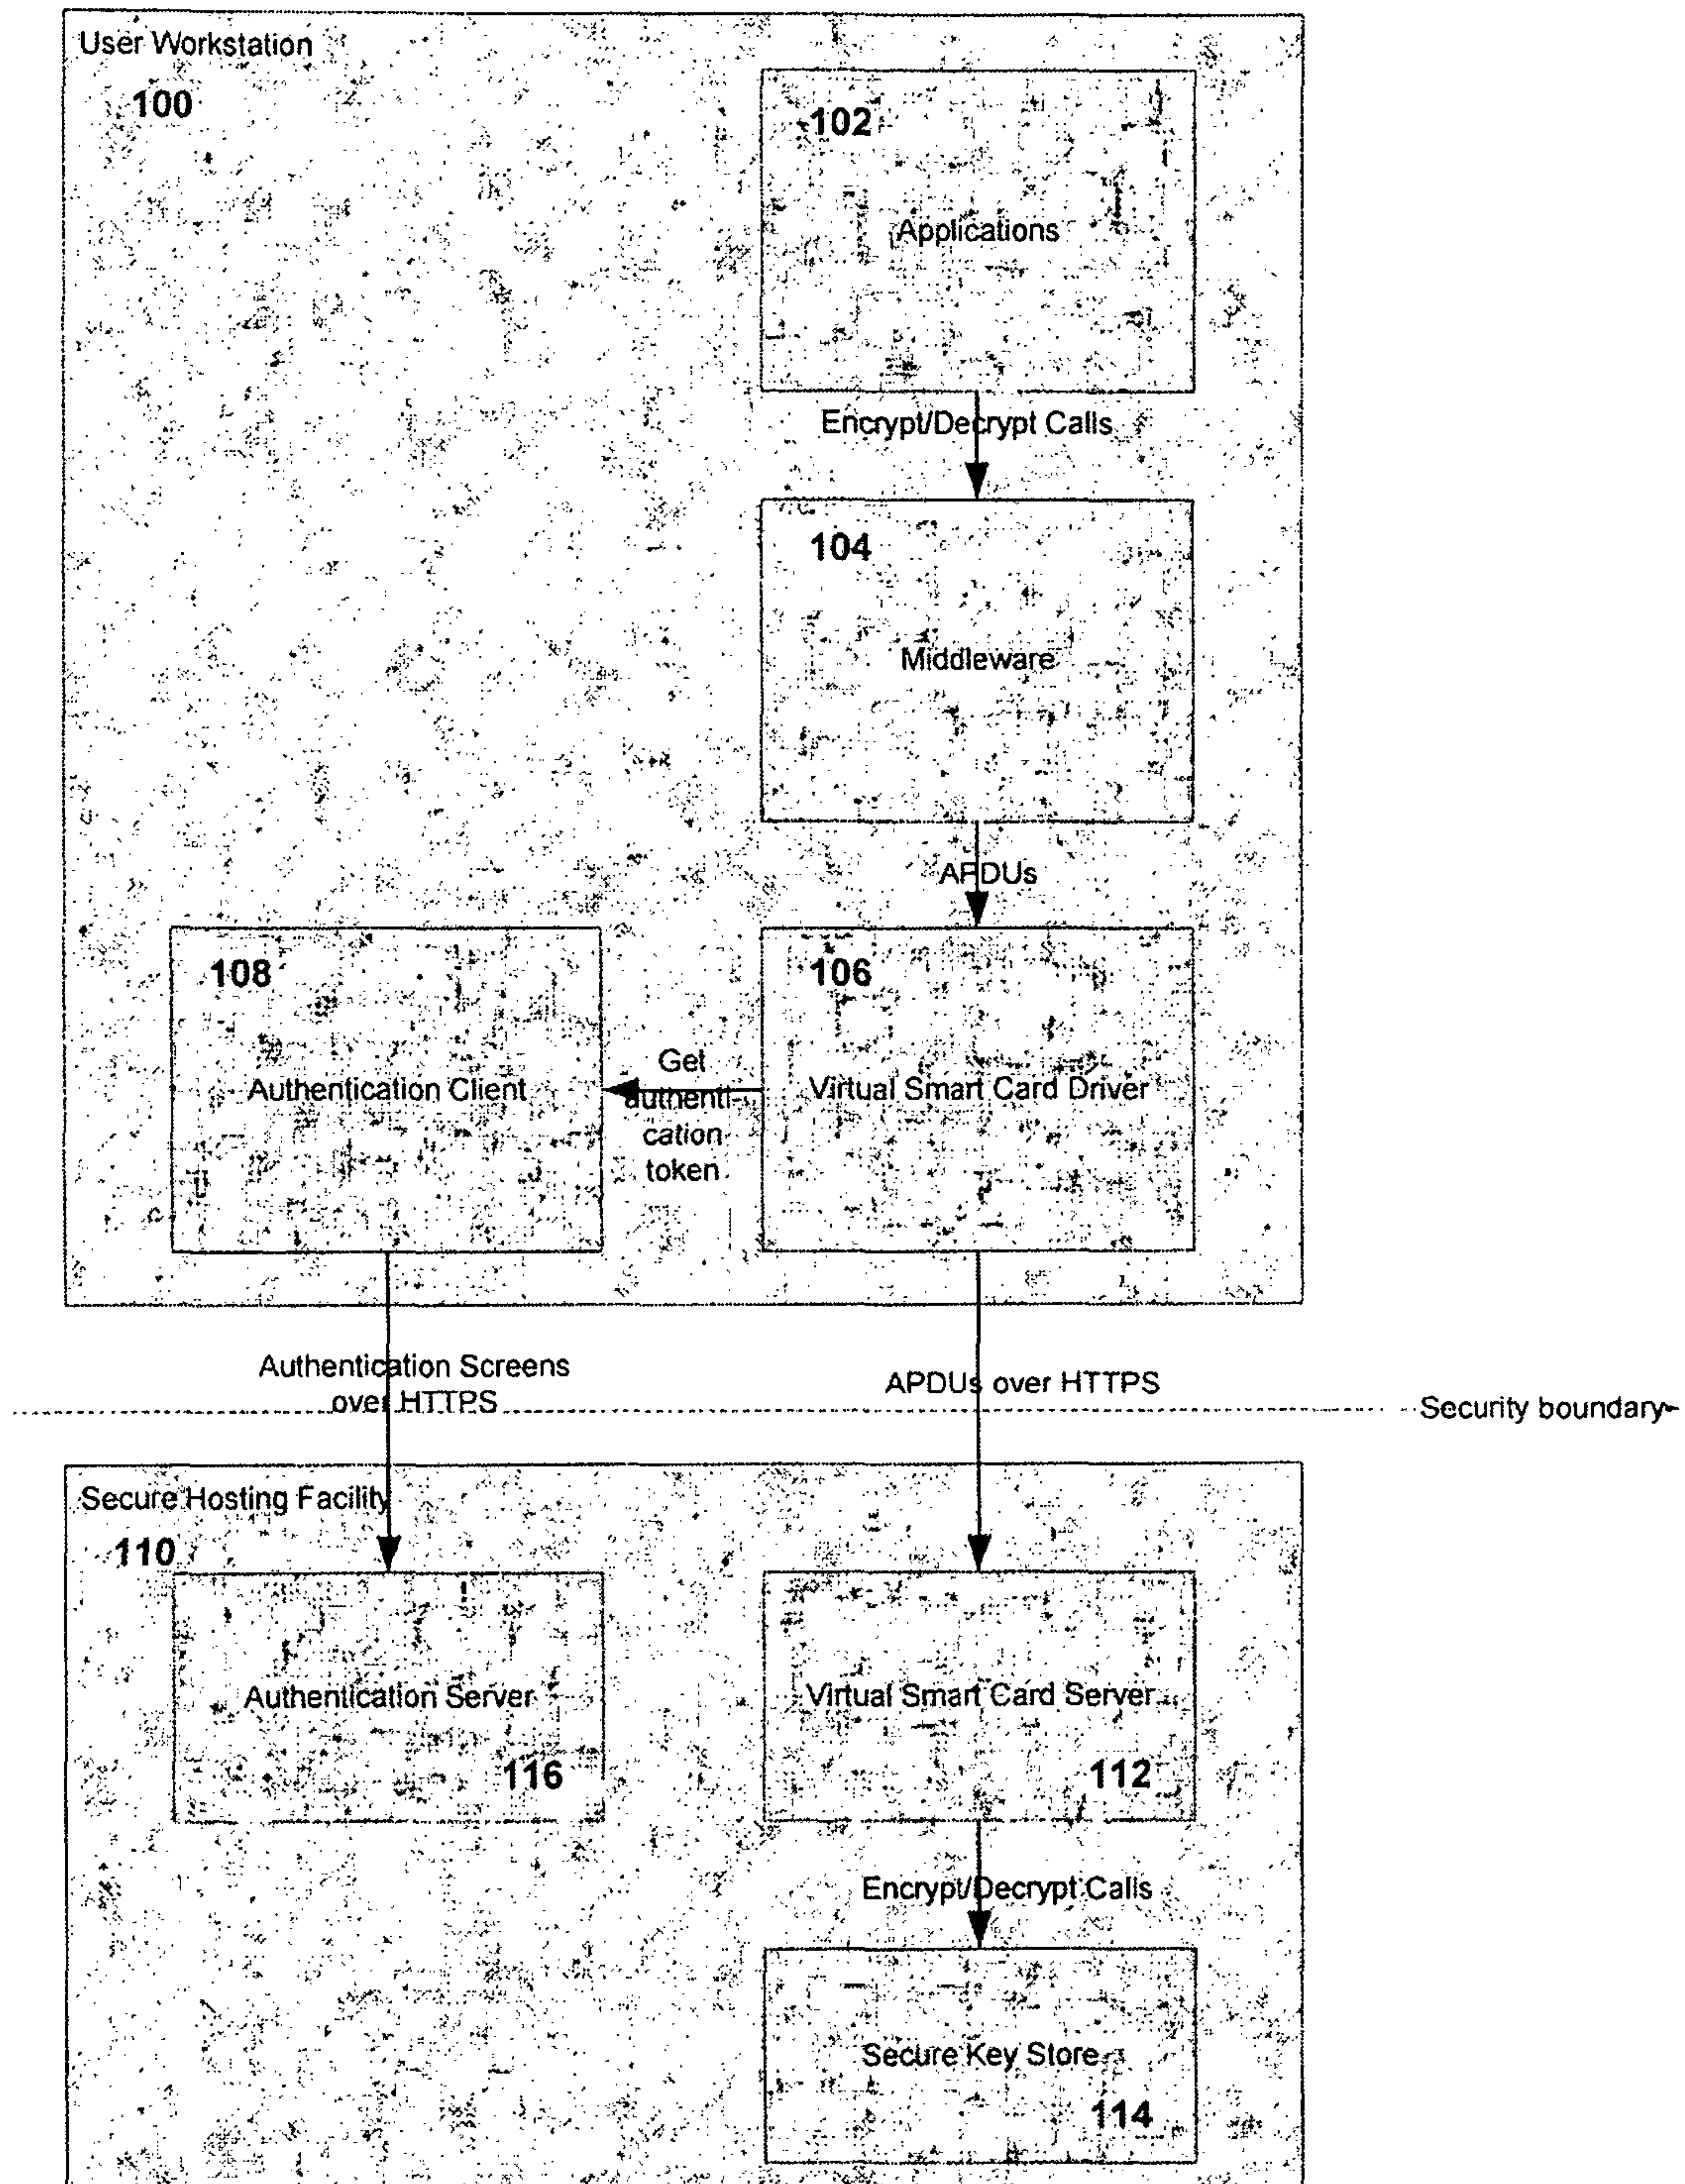 User Workstation
100
102
Applications
Encrypt/Decrypt Calls
104
Middleware
APDUs
108
106
Authentication Client
Get
authenti-
cation
token
Virtual Smart Card Driver
Authentication Screens
over HTTPS
APDUs over HTTPS
Security boundary
Secure Hosting Facility
110
Authentication Server
116
Virtual Smart Card Server
112
Encrypt/Decrypt Calls
Secure Key Store
114